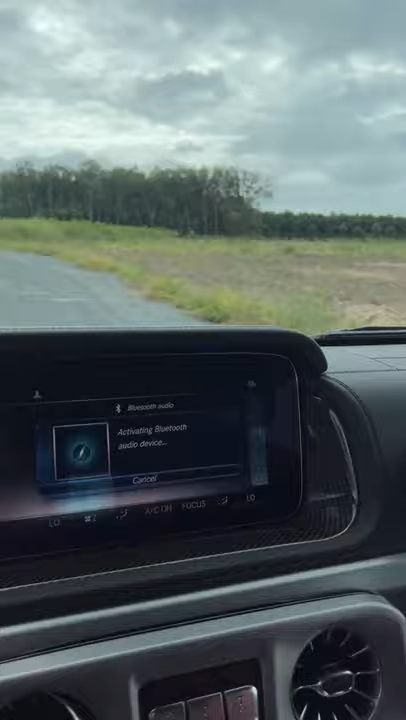 Bluetooth audio
Activating Bluetooth
audio device...
Cancel
LO
A/C ON
FOCUS
LO